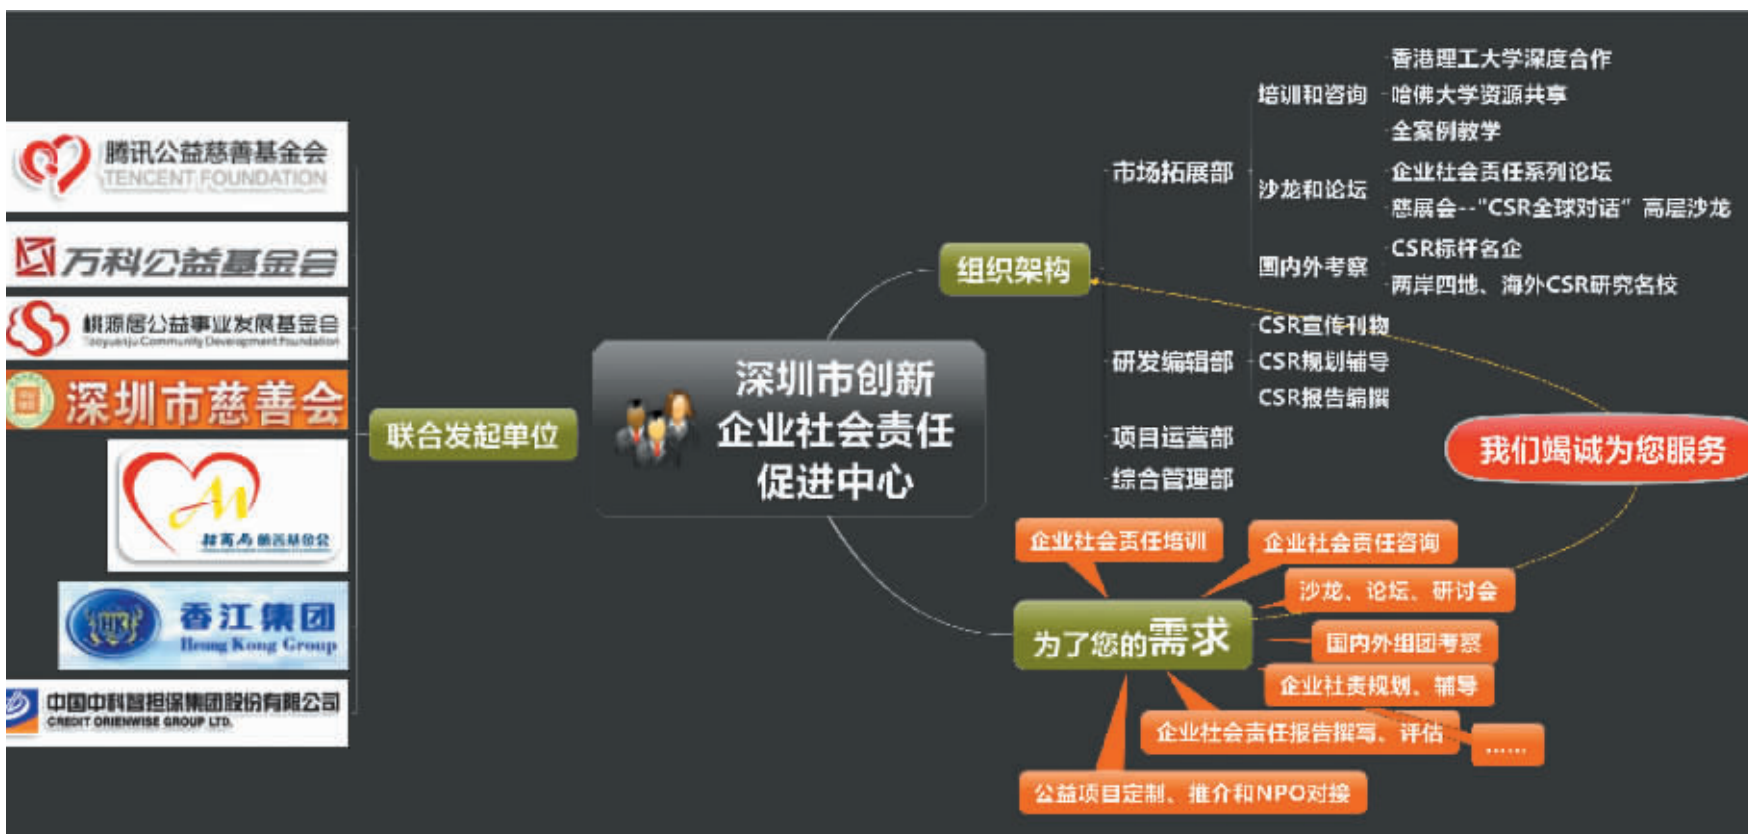 腾讯公益慈善基金会
TENCENT FOUNDATION
万科公益基金会
桃源居公益事业发展基金会
Taoyuanju Community Development Foundation
深圳市慈善会
招商局慈善基金会
香江集团
Heung Kong Group
中国中科智担保集团股份有限公司
CREDIT ORIENWISE GROUP LTD.
联合发起单位
深圳市创新
企业社会责任
促进中心
组织架构
市场拓展部
培训和咨询
香港理工大学深度合作
哈佛大学资源共享
全案例教学
沙龙和论坛
企业社会责任系列论坛
慈展会--"CSR全球对话"高层沙龙
国内外考察
CSR标杆名企
两岸四地、海外CSR研究名校
研发编辑部
CSR宣传刊物
CSR规划辅导
CSR报告编撰
项目运营部
综合管理部
我们竭诚为您服务
为了您的需求
企业社会责任培训
企业社会责任咨询
沙龙、论坛、研讨会
国内外组团考察
企业社责规划、辅导
企业社会责任报告撰写、评估
……
公益项目定制、推介和NPO对接